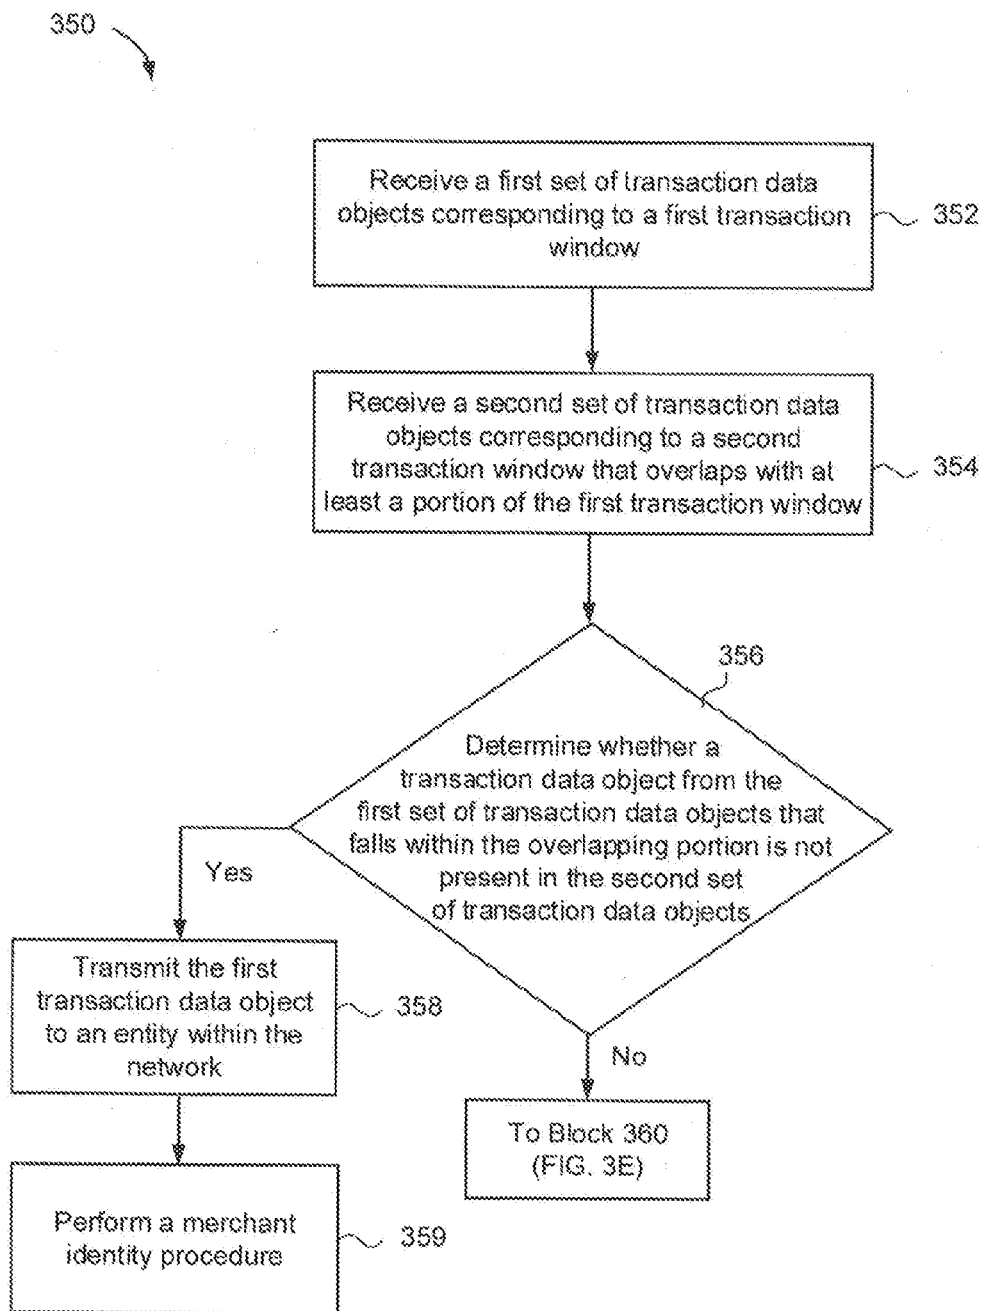 350
Receive a first set of transaction data
objects corresponding to a first transaction
window
352
Receive a second set of transaction data
objects corresponding to a second
transaction window that overlaps with at
least a portion of the first transaction window
354
356
Determine whether a
transaction data object from the
first set of transaction data objects that
falls within the overlapping portion is not
present in the second set
of transaction data objects
Yes
Transmit the first
transaction data object
to an entity within the
network
358
No
To Block 360
(FIG. 3E)
Perform a merchant
identity procedure
359